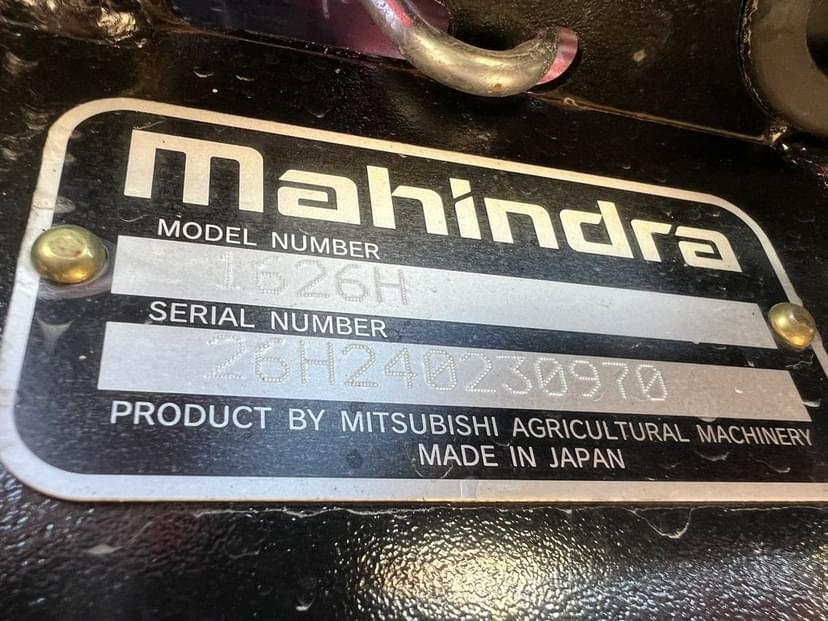 mahindra
MODEL NUMBER
1626H
SERIAL NUMBER
26H240230970
PRODUCT BY MITSUBISHI AGRICULTURAL MACHINERY
MADE IN JAPAN